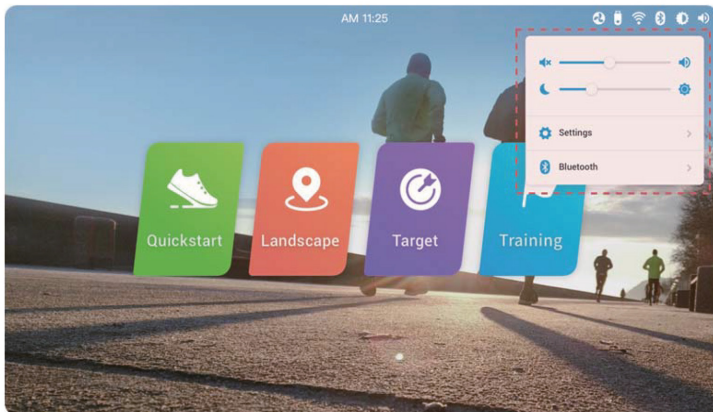 AM 11:25
Settings
Bluetooth
Quickstart
Landscape
Target
Training